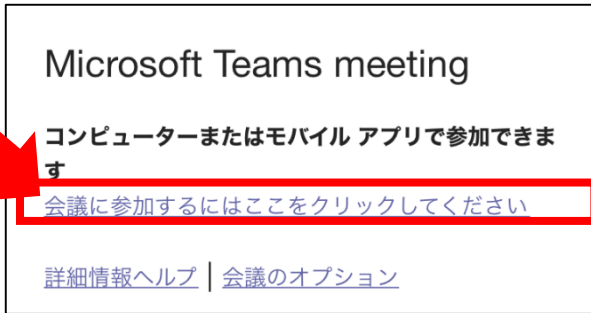 Microsoft Teams meeting
コンピューターまたはモバイル アプリで参加できま
す
会議に参加するにはここをクリックしてください
詳細情報ヘルプ | 会議のオプション